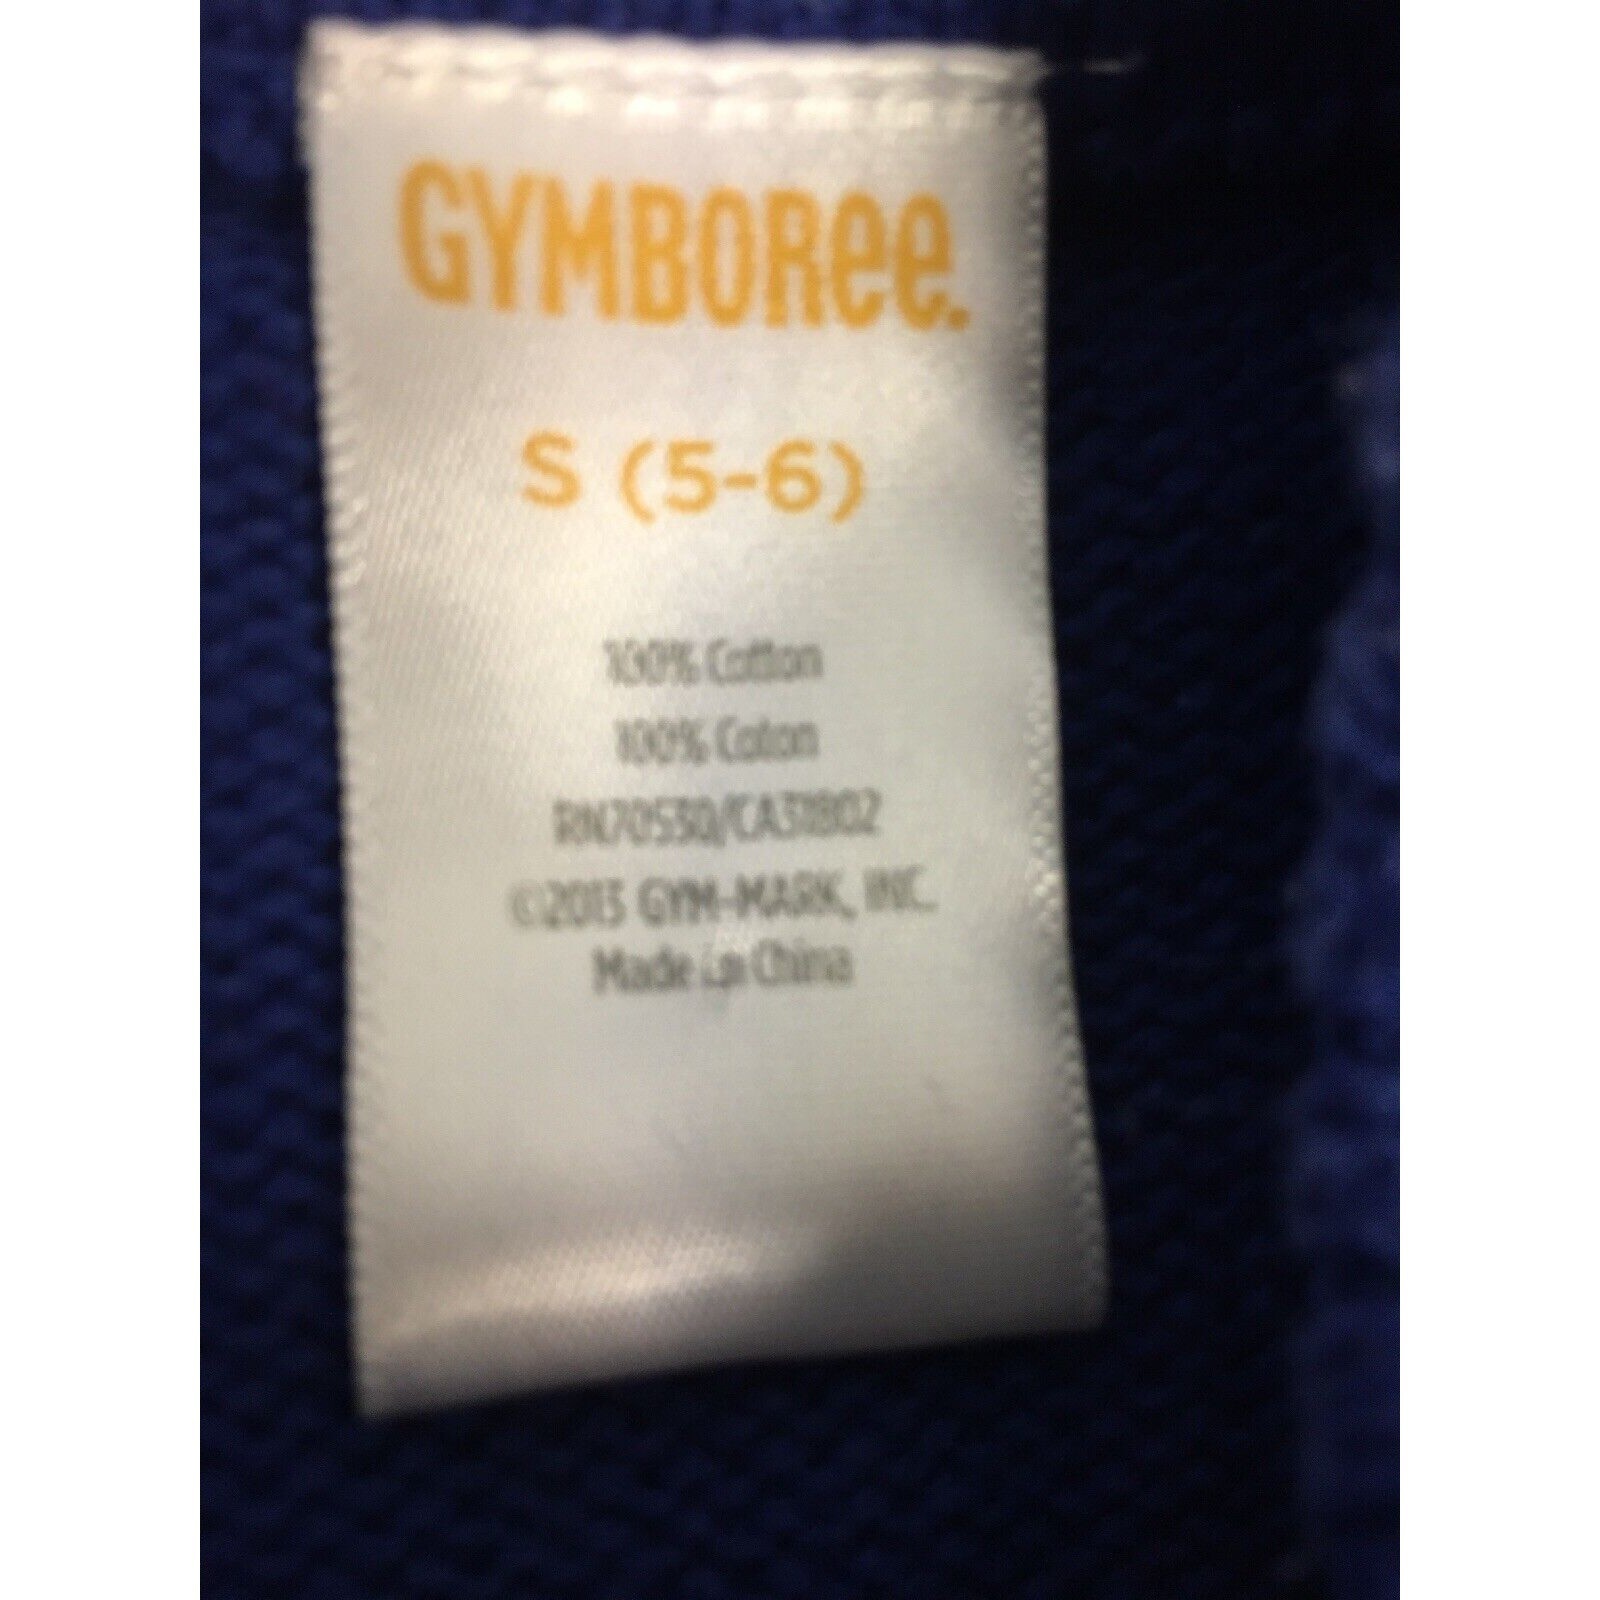 GYMBOREE.
S (5-6)
100% Cotton
100% Coton
RN70530/CA31802
©2013 GYM-MARK, INC.
Made in China